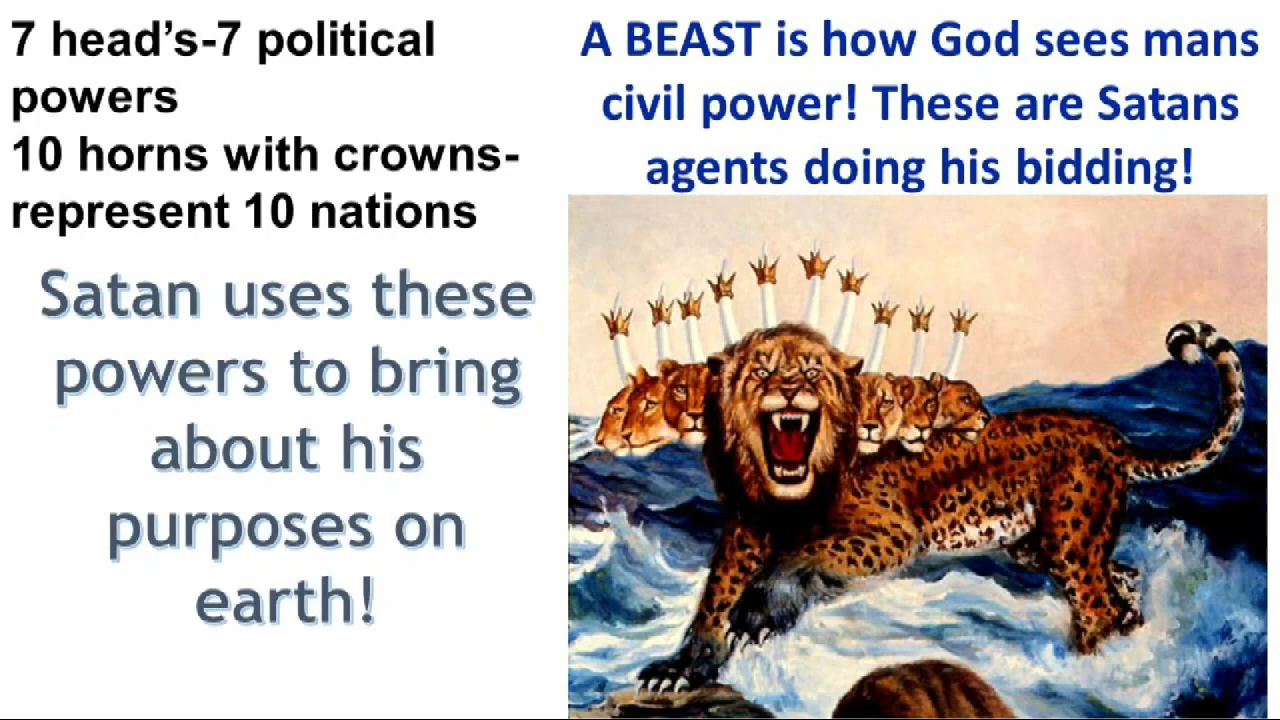 7 head’s-7 political
powers
10 horns with crowns-
represent 10 nations
Satan uses these
powers to bring
about his
purposes on
earth!
A BEAST is how God sees mans
civil power! These are Satans
agents doing his bidding!